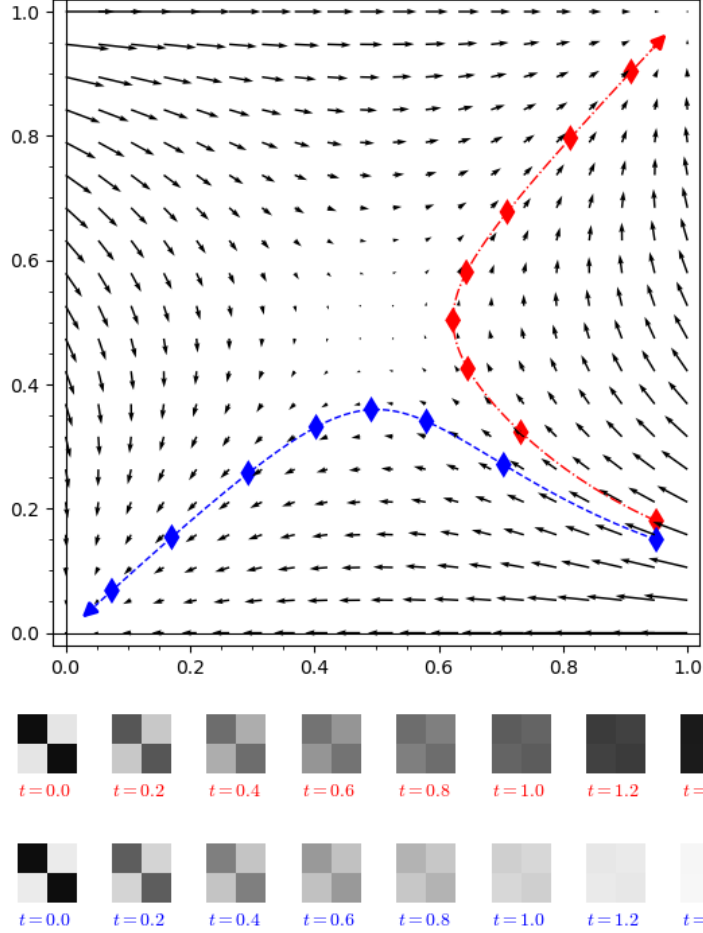 1.0
0.8
0.6
0.4
0.2
0.0
0.0 0.2 0.4 0.6 0.8 1.0
t = 0.0 t = 0.2 t = 0.4 t = 0.6 t = 0.8 t = 1.0 t = 1.2 t =
t = 0.0 t = 0.2 t = 0.4 t = 0.6 t = 0.8 t = 1.0 t = 1.2 t =